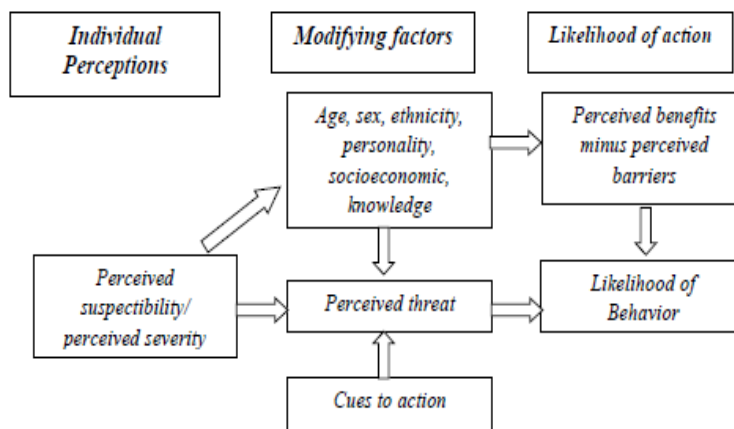 Individual
Perceptions
Modifying factors
Likelihood of action
Age, sex, ethnicity,
personality,
socioeconomic,
knowledge
Perceived benefits
minus perceived
barriers
Perceived
suspectibility/
perceived severity
Perceived threat
Likelihood of
Behavior
Cues to action